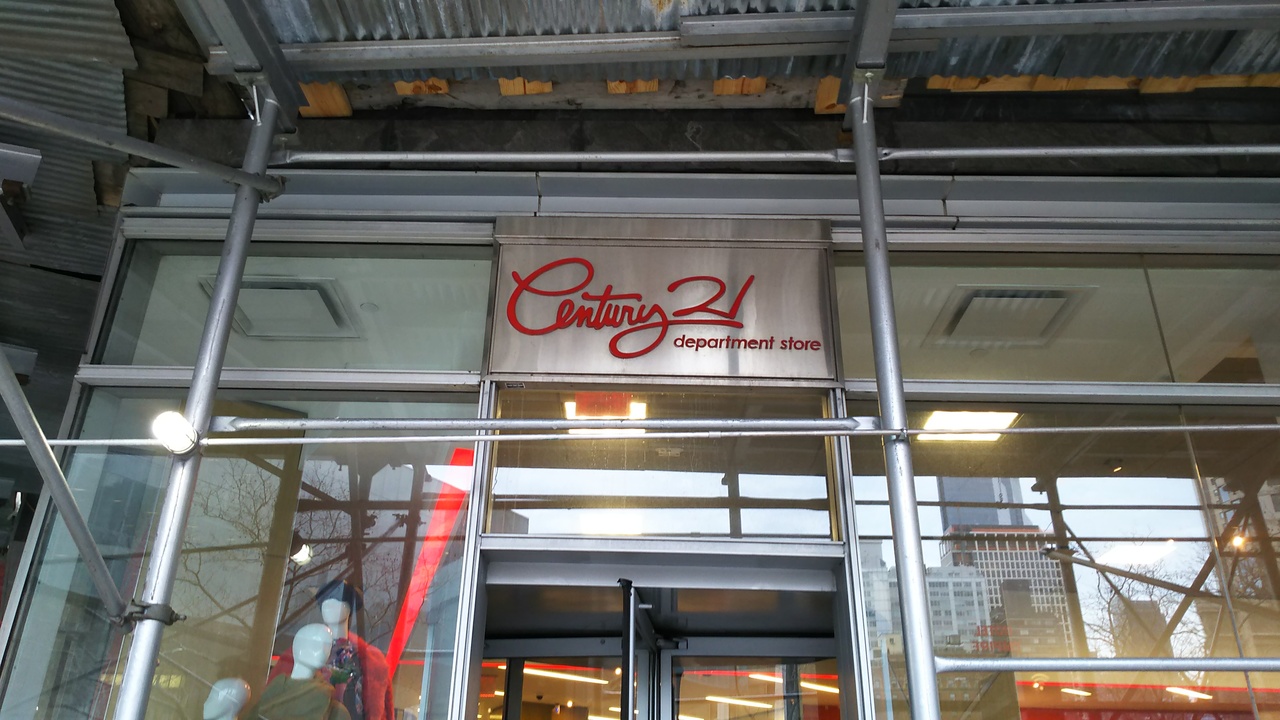 Century 21
department store